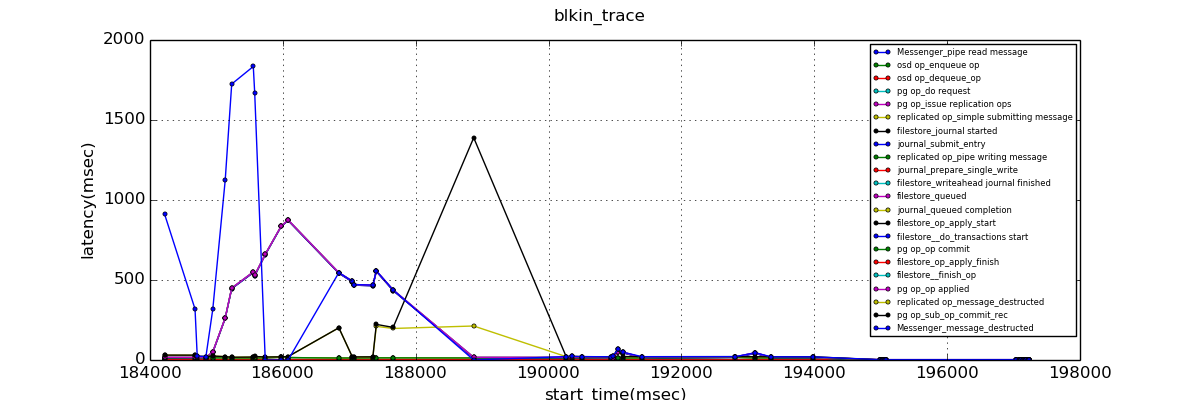 blkin_trace
2000
1500
1000
500
0
latency(msec)
184000 186000 188000 190000 192000 194000 196000 198000
start_time(msec)
Messenger_pipe read message
osd op_enqueue op
osd op_dequeue_op
pg op_do request
pg op_issue replication ops
replicated op_simple submitting message
filestore_journal started
journal_submit_entry
replicated op_pipe writing message
journal_prepare_single_write
filestore_writeahead journal finished
filestore_queued
journal_queued completion
filestore_op_apply_start
filestore__do_transactions start
pg op_op commit
filestore_op_apply_finish
filestore__finish_op
pg op_op applied
replicated op_message_destructed
pg op_sub_op_commit_rec
Messenger_message_destructed